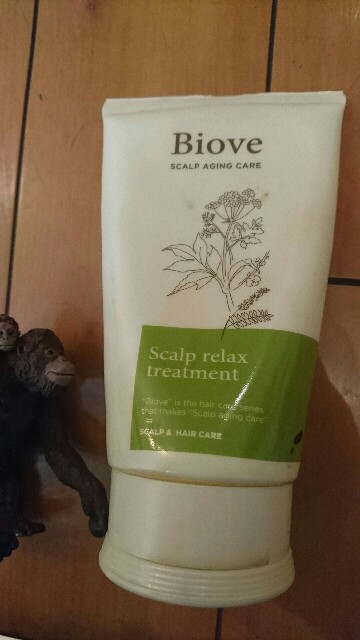 Biove
SCALP AGING CARE
Scalp relax
treatment
"Biove" is the hair care series
that makes "Scalp aging care"
SCALP & HAIR CARE